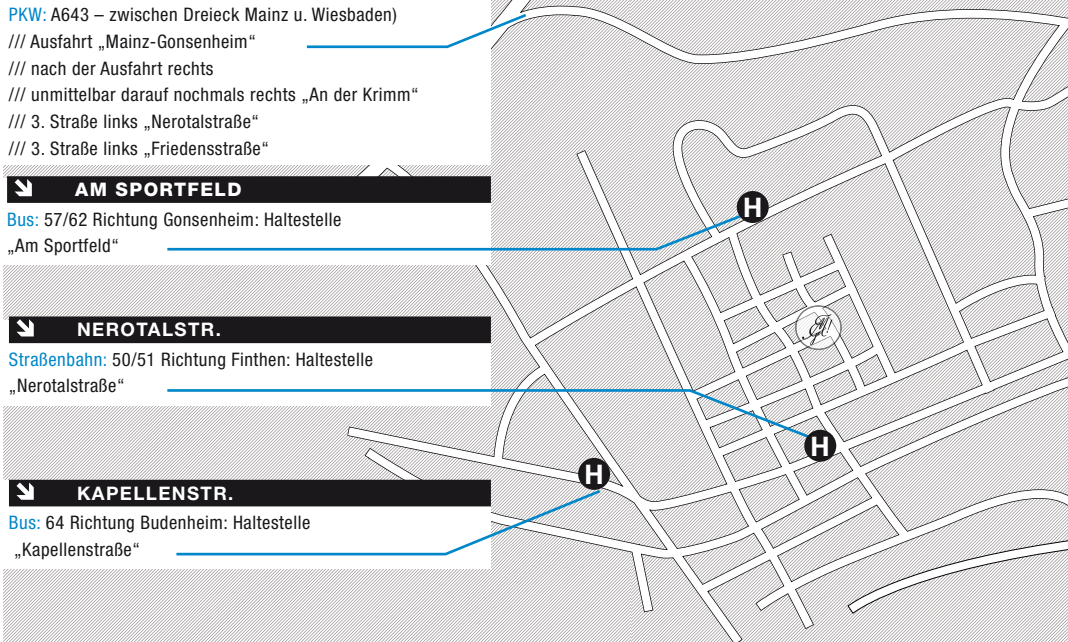 PKW: A643 – zwischen Dreieck Mainz u. Wiesbaden)
/// Ausfahrt „Mainz-Gonsenheim“
/// nach der Ausfahrt rechts
/// unmittelbar darauf nochmals rechts „An der Krimm“
/// 3. Straße links „Nerotalstraße“
/// 3. Straße links „Friedensstraße“
AM SPORTFELD
Bus: 57/62 Richtung Gonsenheim: Haltestelle
„Am Sportfeld“
H
NEROTALSTR.
Straßenbahn: 50/51 Richtung Finthen: Haltestelle
„Nerotalstraße“
H
H
KAPELLENSTR.
Bus: 64 Richtung Budenheim: Haltestelle
„Kapellenstraße“